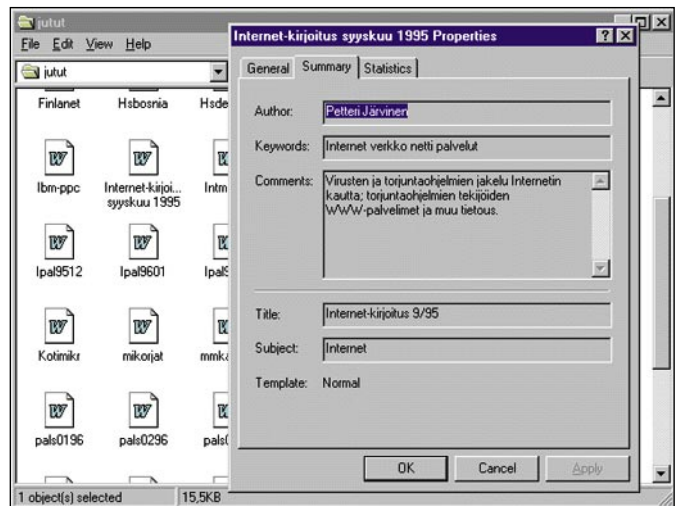 jutut
File Edit View Help
jutut
Finlanet Hsbosnia
Ibm-ppc Internet-kirjoi...
syyskuu 1995
Ipal9512 Ipal9601
Kotimikr mikorjat
pals0196 pals0296
1 object(s) selected 15,5KB
Internet-kirjoitus syyskuu 1995 Properties
General Summary Statistics
Author: Petteri Järvinen
Keywords: Internet verkko netti palvelut
Comments: Virusten ja torjuntaohjelmien jakelu Internetin
kautta; torjuntaohjelmien tekijöiden
WWW-palvelimet ja muu tietous.
Title: Internet-kirjoitus 9/95
Subject: Internet
Template: Normal
OK Cancel Apply